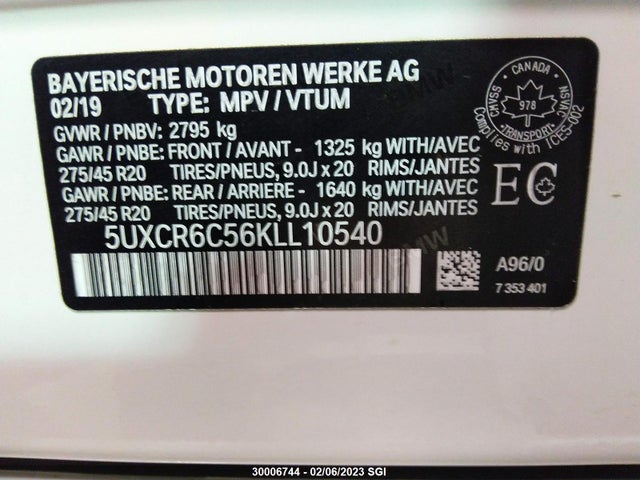 BAYERISCHE MOTOREN WERKE AG
02/19 TYPE: MPV / VTUM
GVWR / PNBV: 2795 kg
GAWR / PNBE: FRONT / AVANT - 1325 kg WITH/AVEC
275/45 R20 TIRES/PNEUS, 9.0J x 20 RIMS/JANTES
GAWR / PNBE: REAR / ARRIERE - 1640 kg WITH/AVEC
275/45 R20 TIRES/PNEUS, 9.0J x 20 RIMS/JANTES
5UXCR6C56KLL10540
CANADA
CMVSS
NSVAC
978
TRANSPORT
Complies with ICES-002
EC
A96/0
7 353 401
BMW
BMW
30006744 - 02/06/2023 SGI